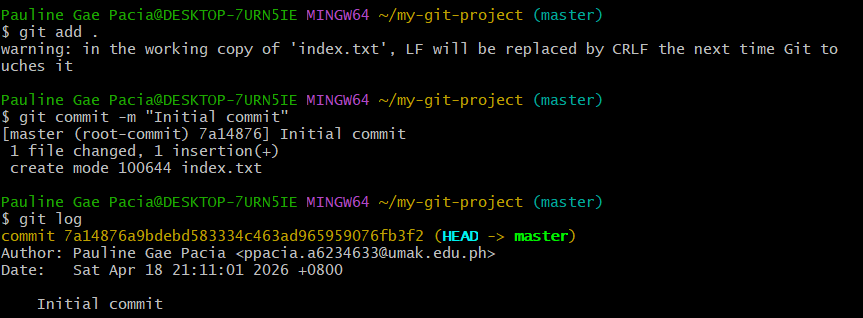 Pauline Gae Pacia@DESKTOP-7URN5IE MINGW64 ~/my-git-project (master)
$ git add .
warning: in the working copy of 'index.txt', LF will be replaced by CRLF the next time Git to
uches it
Pauline Gae Pacia@DESKTOP-7URN5IE MINGW64 ~/my-git-project (master)
$ git commit -m "Initial commit"
[master (root-commit) 7a14876] Initial commit
 1 file changed, 1 insertion(+)
 create mode 100644 index.txt
Pauline Gae Pacia@DESKTOP-7URN5IE MINGW64 ~/my-git-project (master)
$ git log
commit 7a14876a9bdebd583334c463ad965959076fb3f2 (HEAD -> master)
Author: Pauline Gae Pacia <ppacia.a6234633@umak.edu.ph>
Date:   Sat Apr 18 21:11:01 2026 +0800
    Initial commit